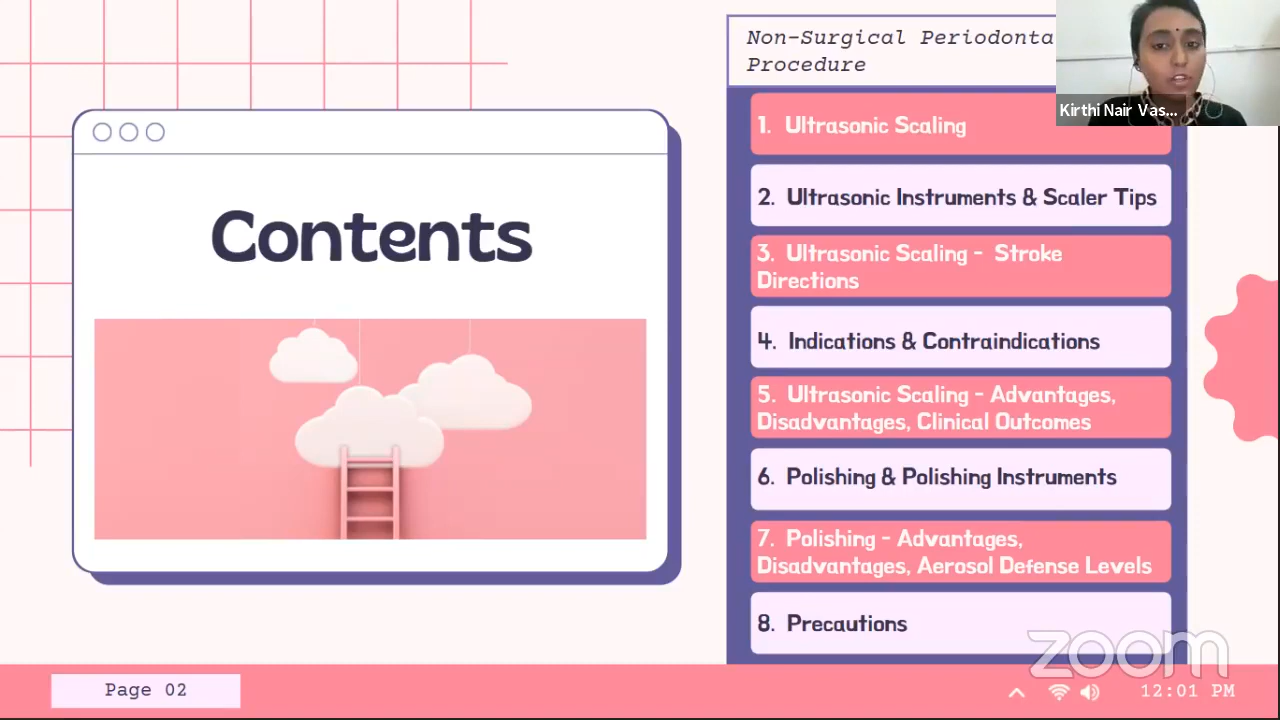 Non-Surgical Periodonta
Procedure
Kirthi Nair Vas...
1. Ultrasonic Scaling
2. Ultrasonic Instruments & Scaler Tips
Contents
3. Ultrasonic Scaling - Stroke
Directions
4. Indications & Contraindications
5. Ultrasonic Scaling - Advantages,
Disadvantages, Clinical Outcomes
6. Polishing & Polishing Instruments
7. Polishing - Advantages,
Disadvantages, Aerosol Defense Levels
8. Precautions
zoom
Page 02
12:01 PM